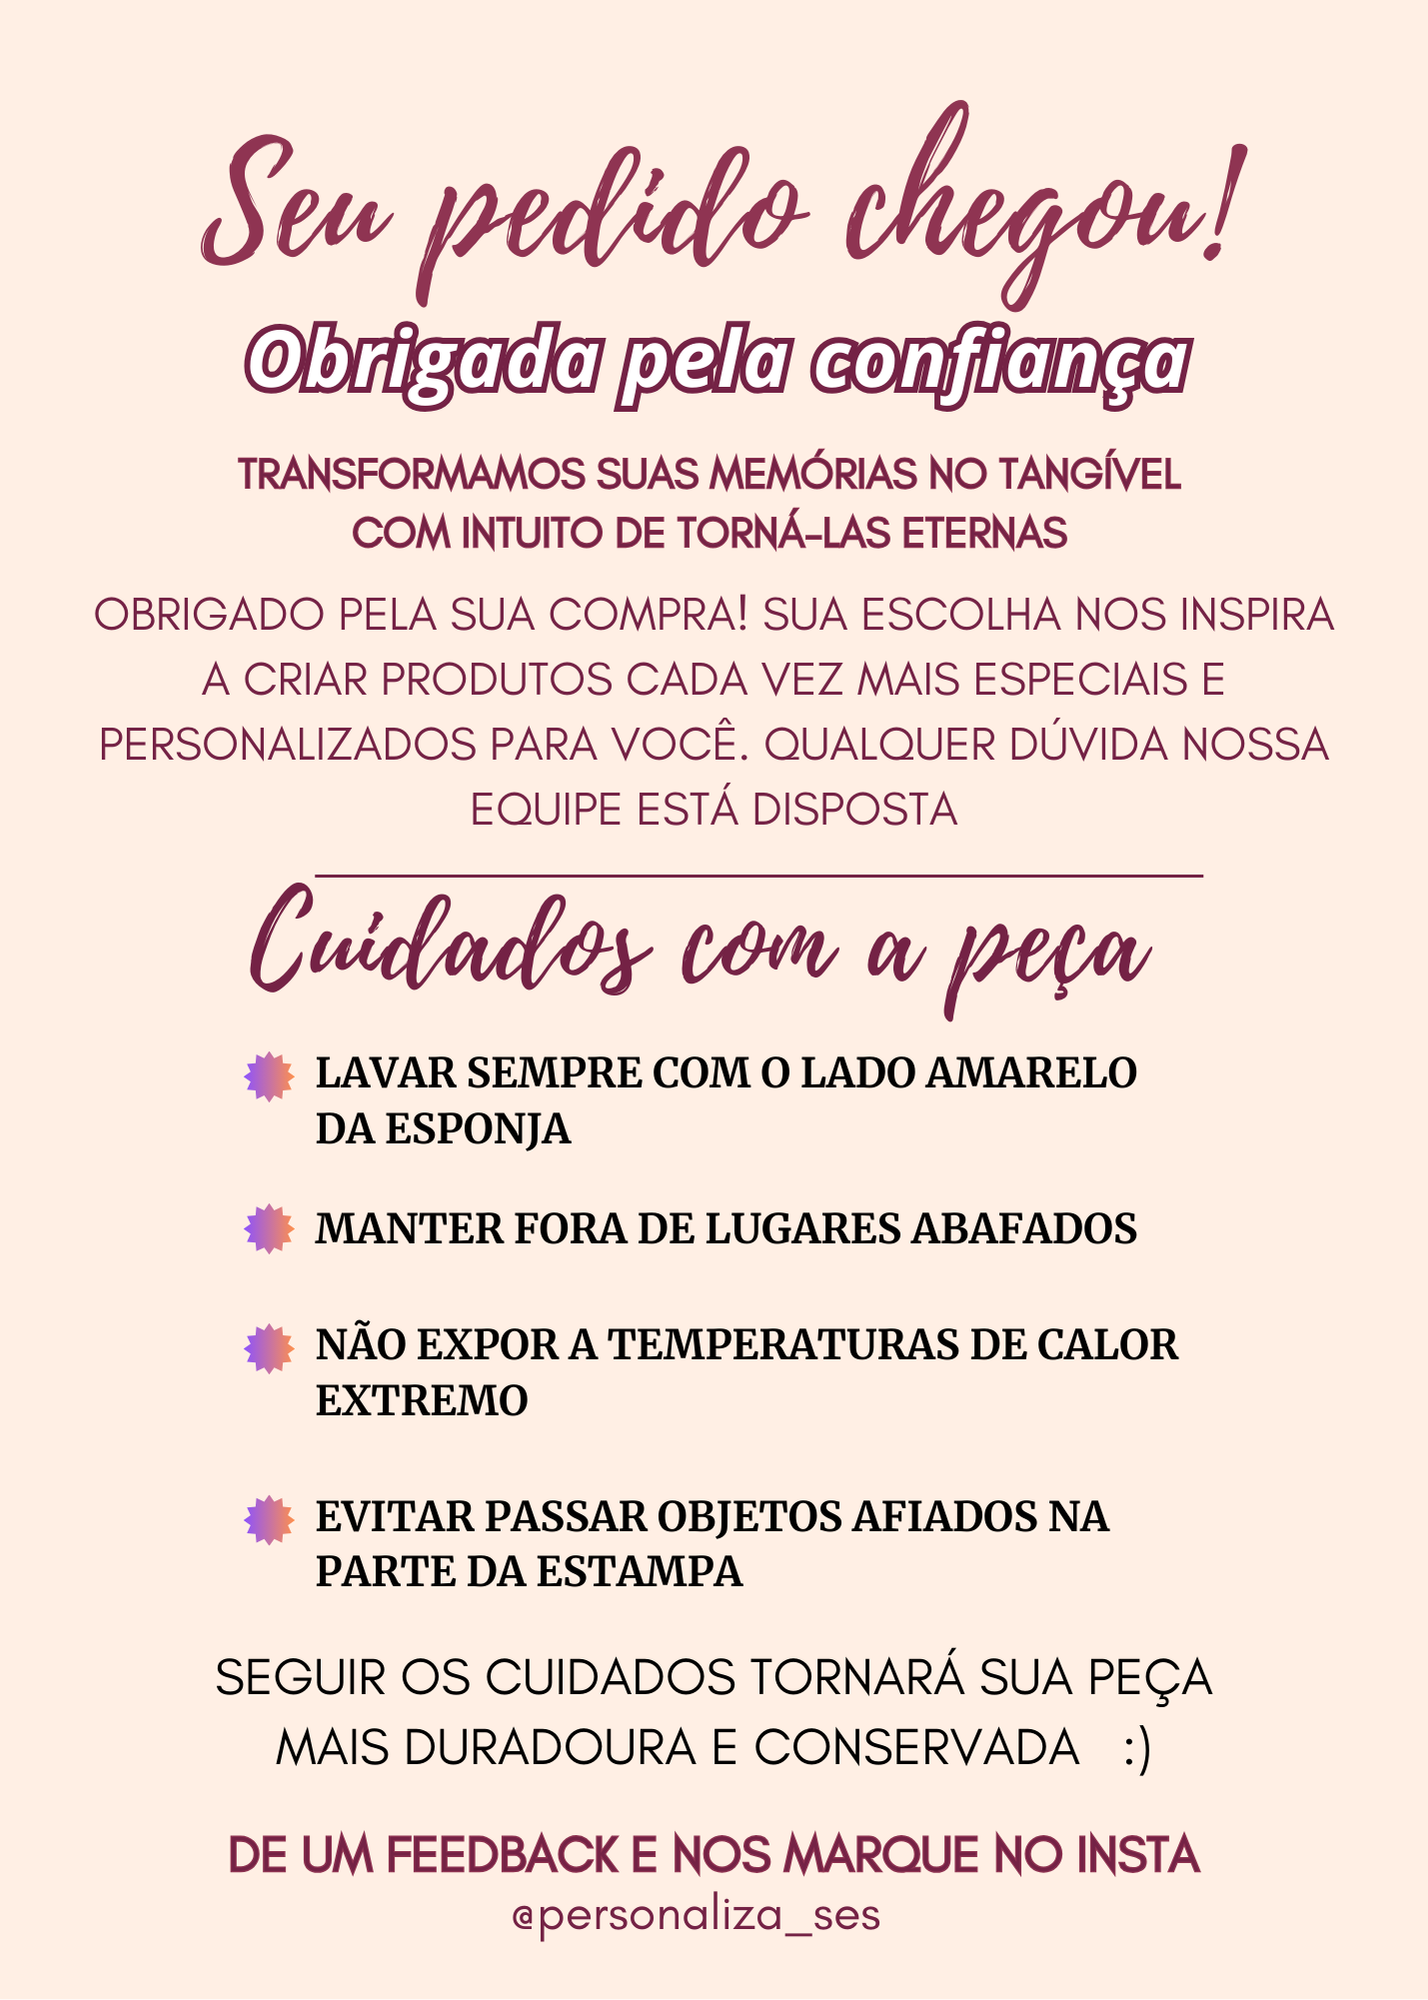 Seu pedido chegou!
Obrigada pela confiança
TRANSFORMAMOS SUAS MEMÓRIAS NO TANGÍVEL
COM INTUITO DE TORNÁ-LAS ETERNAS
OBRIGADO PELA SUA COMPRA! SUA ESCOLHA NOS INSPIRA
A CRIAR PRODUTOS CADA VEZ MAIS ESPECIAIS E
PERSONALIZADOS PARA VOCÊ. QUALQUER DÚVIDA NOSSA
EQUIPE ESTÁ DISPOSTA
Cuidados com a peça
LAVAR SEMPRE COM O LADO AMARELO
DA ESPONJA
MANTER FORA DE LUGARES ABAFADOS
NÃO EXPOR A TEMPERATURAS DE CALOR
EXTREMO
EVITAR PASSAR OBJETOS AFIADOS NA
PARTE DA ESTAMPA
SEGUIR OS CUIDADOS TORNARÁ SUA PEÇA
MAIS DURADOURA E CONSERVADA :)
DE UM FEEDBACK E NOS MARQUE NO INSTA
@personaliza_ses